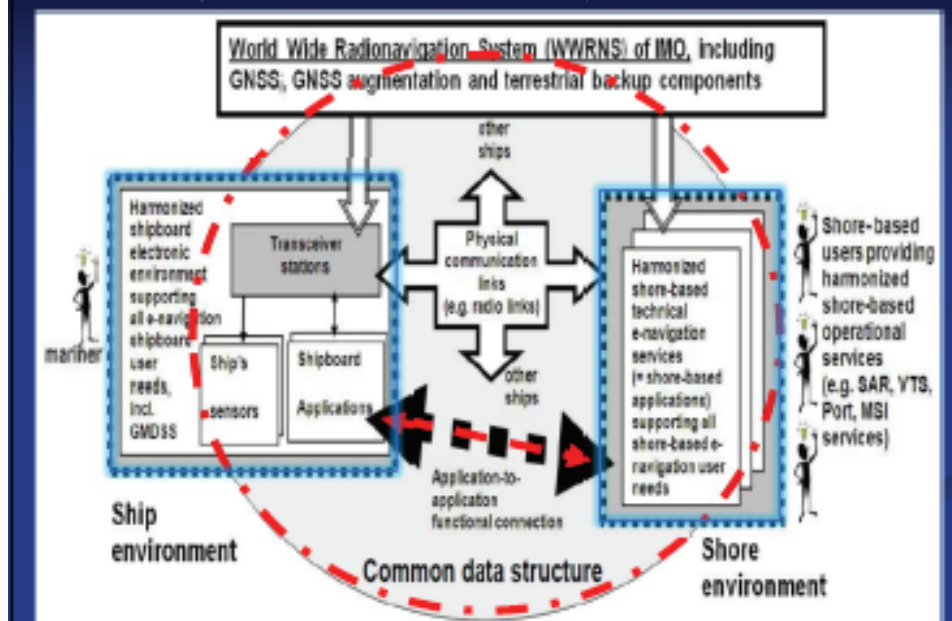 World Wide Radionavigation System (WWRNS) of IMO, including
GNSS, GNSS augmentation and terrestrial backup components
other
ships
Harmonized
shipboard
electronic
environment
supporting
all e-navigation
shipboard
user
needs,
incl.
GMDSS
Transceiver
stations
Ship's
sensors
Shipboard
Applications
mariner
Physical
communication
links
(e.g. radio links)
other
ships
Harmonized
shore-based
technical
e-navigation
services
(= shore-based
applications)
supporting all
shore-based e-
navigation user
needs
Shore-based
users providing
harmonized
shore-based
operational
services
(e.g. SAR, VTS,
Port, MSI
services)
Application-to-
application
functional connection
Ship
environment
Common data structure
Shore
environment